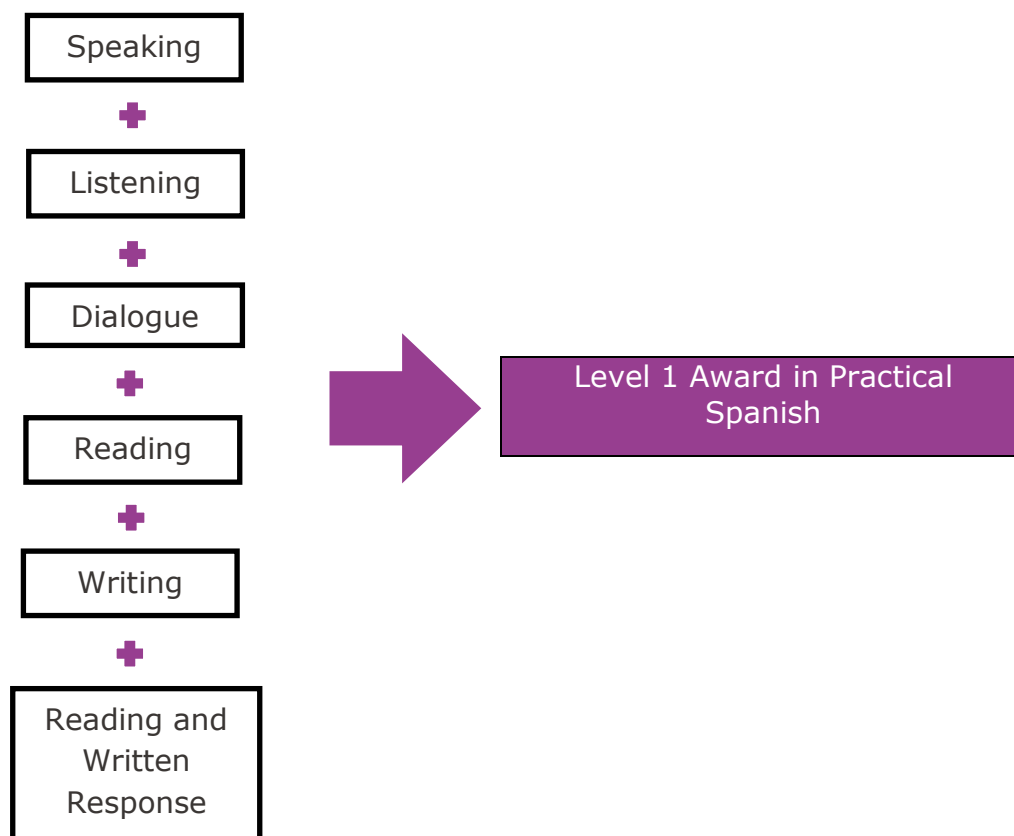 Speaking
Listening
Dialogue
Reading
Writing
Reading and
Written
Response
Level 1 Award in Practical
Spanish